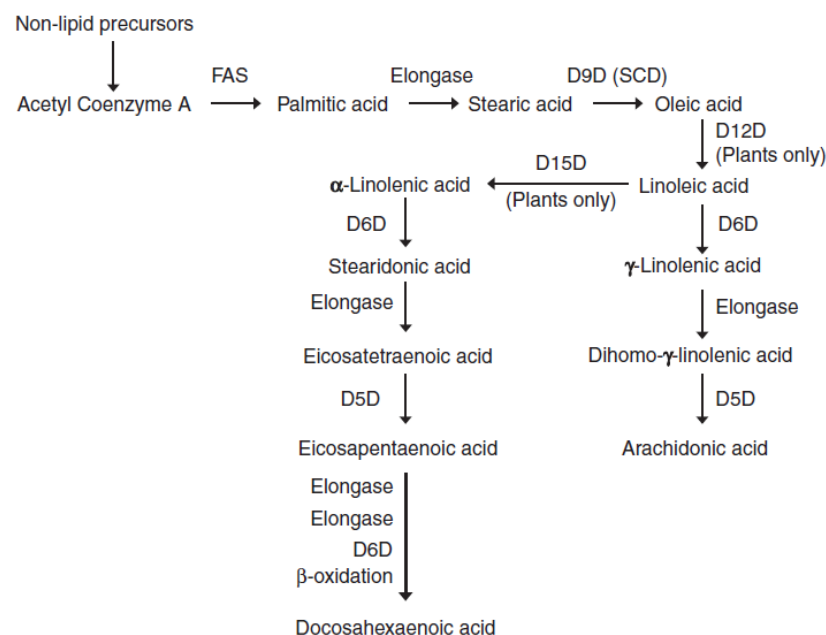 Non-lipid precursors
FAS Elongase D9D (SCD)
Acetyl Coenzyme A Palmitic acid Stearic acid Oleic acid
D12D
(Plants only)
D15D
α-Linolenic acid Linoleic acid
(Plants only)
D6D D6D
Stearidonic acid γ-Linolenic acid
Elongase Elongase
Eicosatetraenoic acid Dihomo-γ-linolenic acid
D5D D5D
Eicosapentaenoic acid Arachidonic acid
Elongase
Elongase
D6D
β-oxidation
Docosahexaenoic acid